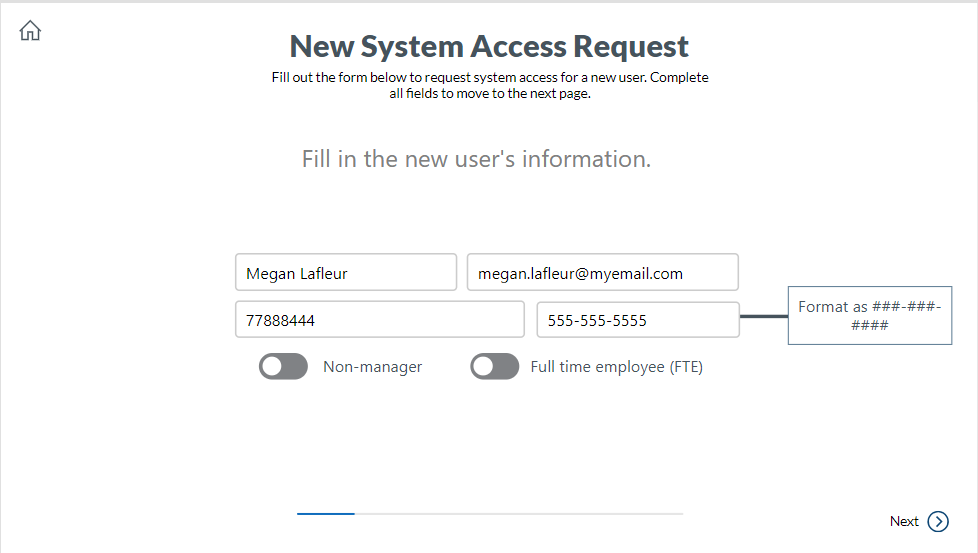 New System Access Request
Fill out the form below to request system access for a new user. Complete
all fields to move to the next page.
Fill in the new user's information.
Megan Lafleur
megan.lafleur@myemail.com
77888444
555-555-5555
Format as ###-###-
####
Non-manager
Full time employee (FTE)
Next